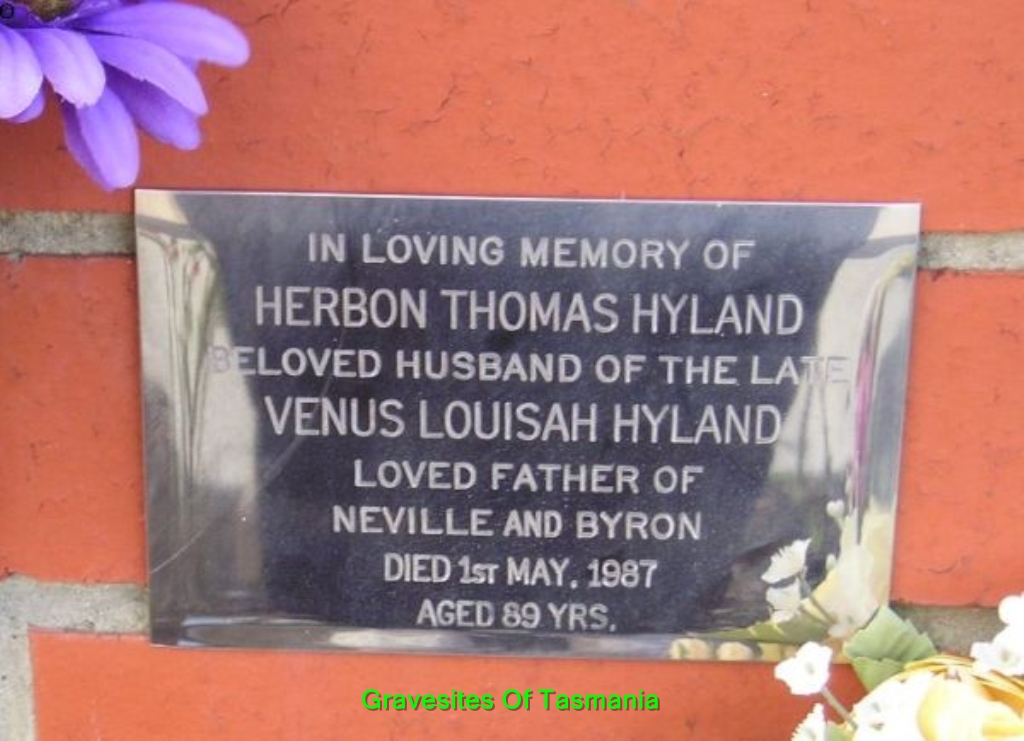 IN LOVING MEMORY OF
HERBON THOMAS HYLAND
BELOVED HUSBAND OF THE LATE
VENUS LOUISAH HYLAND
LOVED FATHER OF
NEVILLE AND BYRON
DIED 1ST MAY, 1987
AGED 89 YRS.
Gravesites Of Tasmania